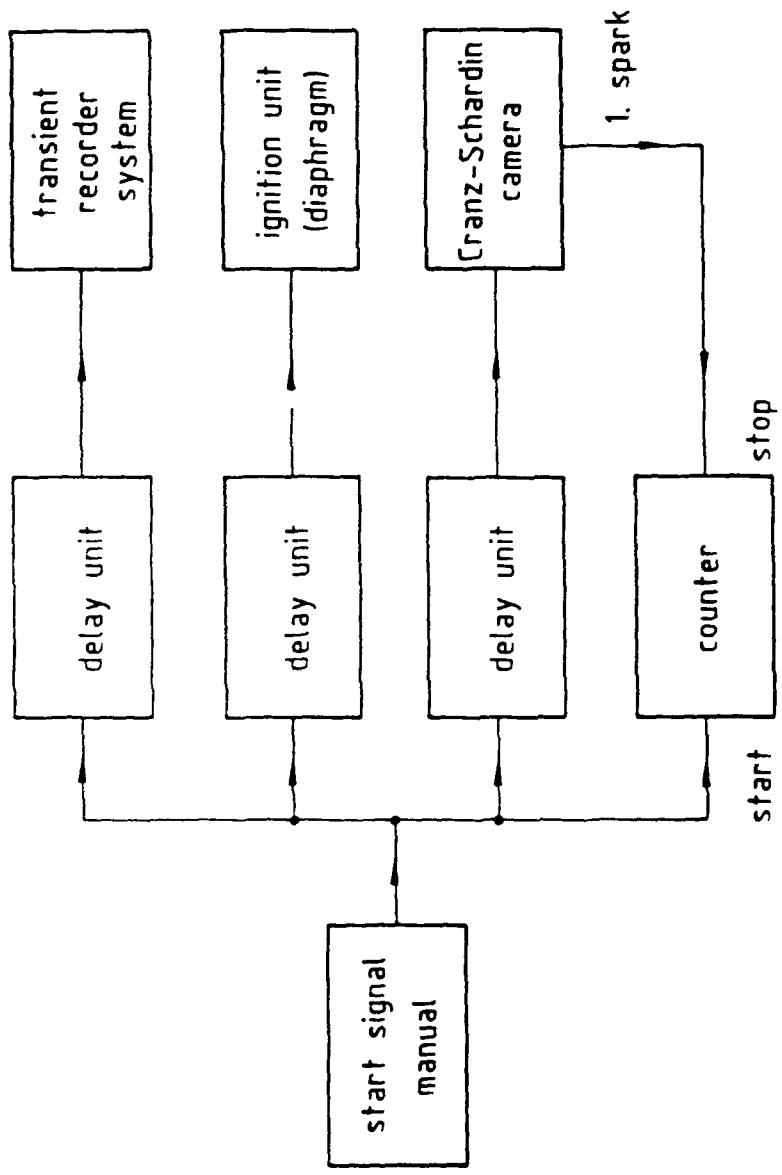 start signal
manual
delay unit
transient
recorder
system
delay unit
ignition unit
(diaphragm)
delay unit
Cranz-Schardin
camera
1. spark
start
counter
stop